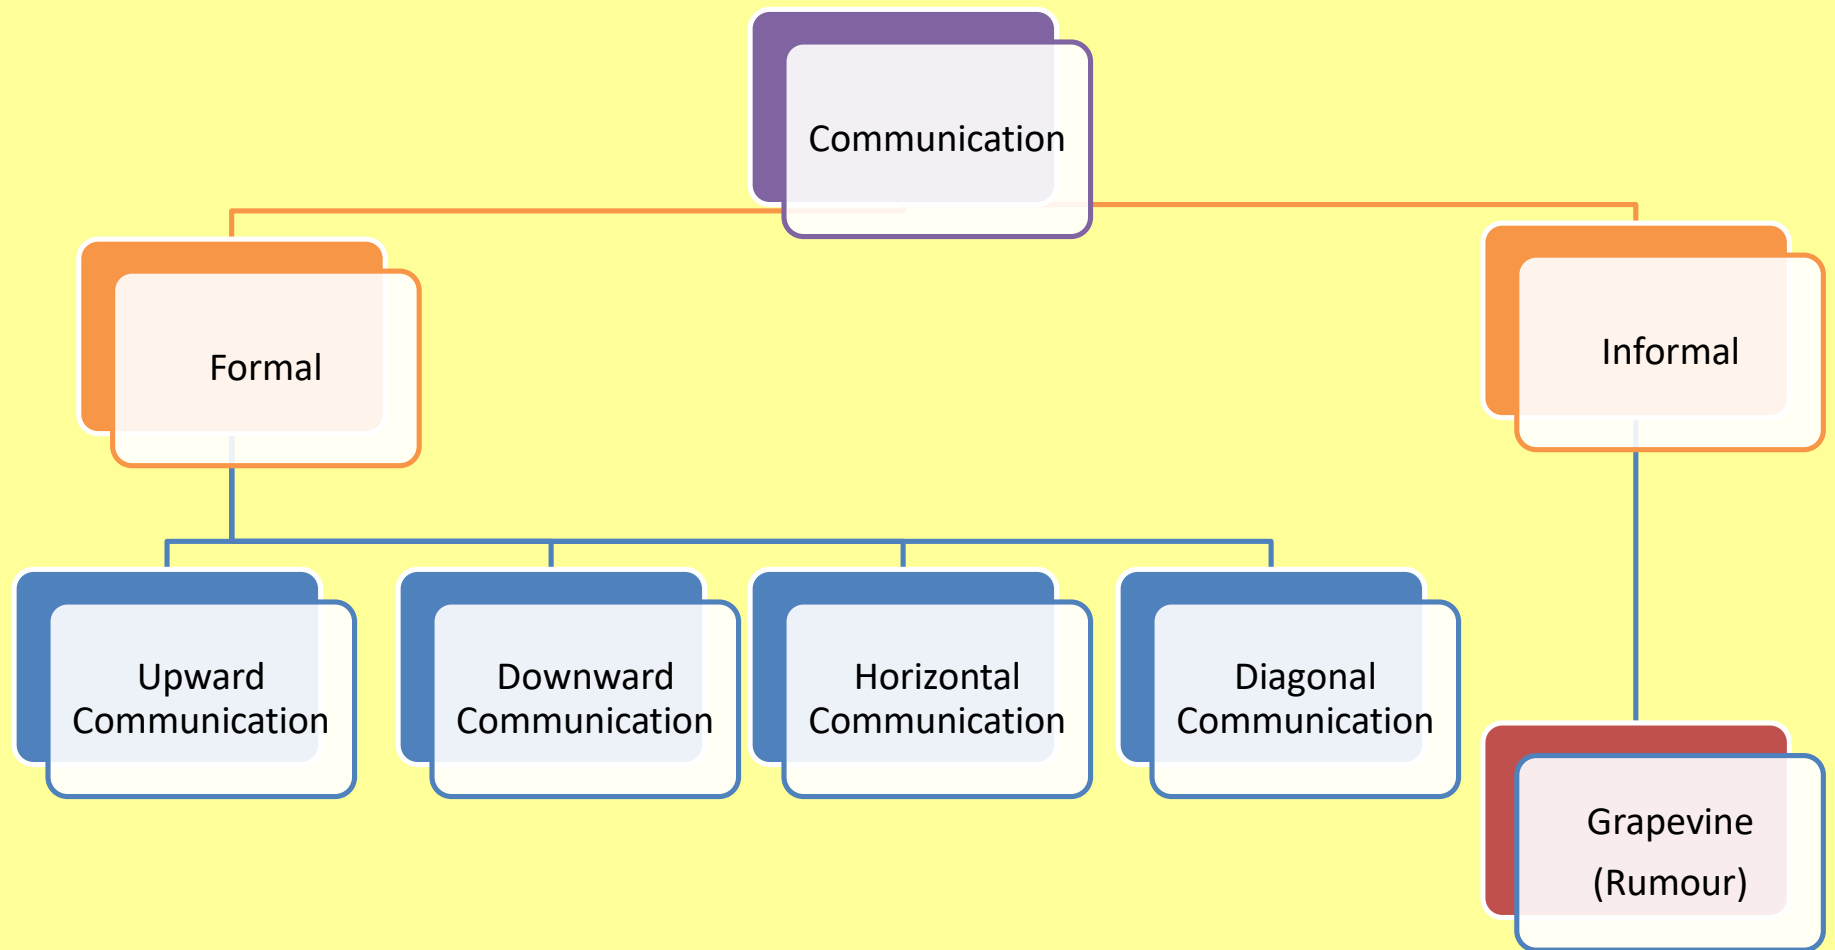 Communication
Formal
Informal
Upward
Communication
Downward
Communication
Horizontal
Communication
Diagonal
Communication
Grapevine
(Rumour)